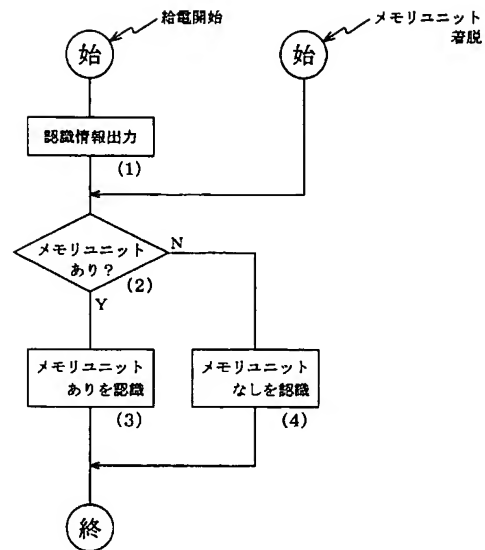 給電開始
メモリユニット
着脱
始
始
認識情報出力
(1)
メモリユニット
あり？
(2)
N
Y
メモリユニット
ありを認識
(3)
メモリユニット
なしを認識
(4)
終